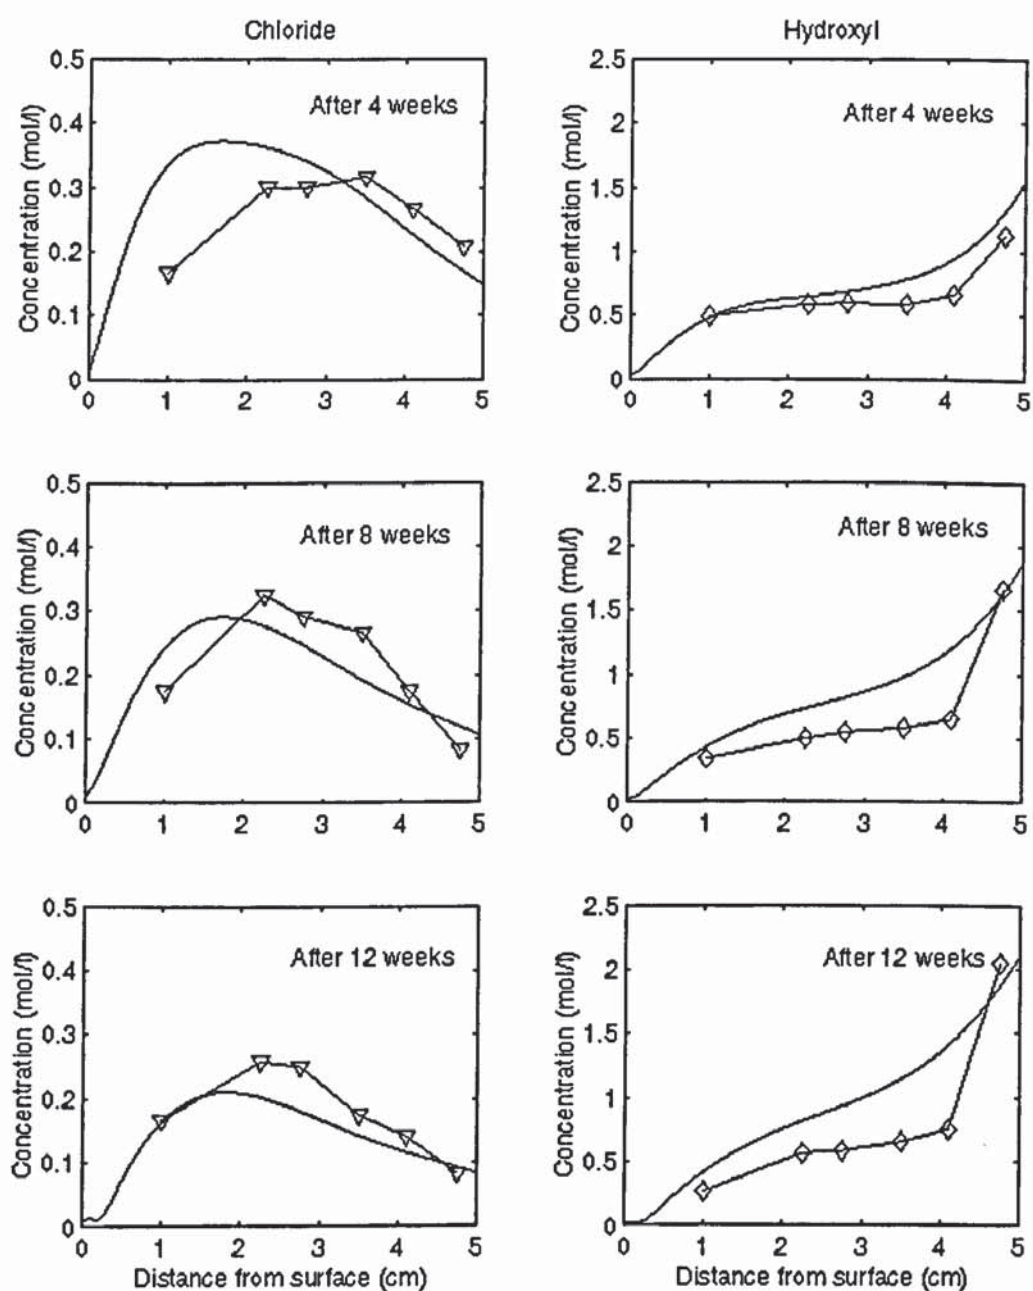 Chloride
0.5
0.4
0.3
0.2
0.1
0
0 1 2 3 4 5
Concentration (mol/l)
After 4 weeks
Hydroxyl
2.5
2
1.5
1
0.5
0
0 1 2 3 4 5
Concentration (mol/l)
After 4 weeks
0.5
0.4
0.3
0.2
0.1
0
0 1 2 3 4 5
Concentration (mol/l)
After 8 weeks
2.5
2
1.5
1
0.5
0
0 1 2 3 4 5
Concentration (mol/l)
After 8 weeks
0.5
0.4
0.3
0.2
0.1
0
0 1 2 3 4 5
Concentration (mol/l)
After 12 weeks
Distance from surface (cm)
2.5
2
1.5
1
0.5
0
0 1 2 3 4 5
Concentration (mol/l)
After 12 weeks
Distance from surface (cm)